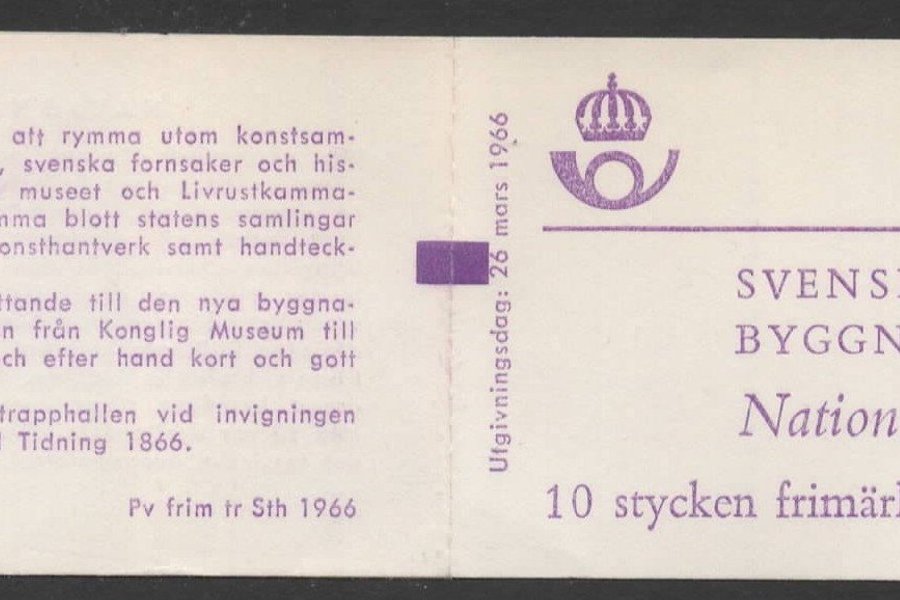 att rymma utom konstsam-
, svenska fornsaker och his-
museet och Livrustkamma-
mma blott statens samlingar
onsthantverk samt handteck-
ttande till den nya byggna-
n från Konglig Museum till
ch efter hand kort och gott
trapphallen vid invigningen
Tidning 1866.
Pv frim tr Sth 1966
Utgivningsdag: 26 mars 1966
SVENS
BYGGN
Nation
10 stycken frimär